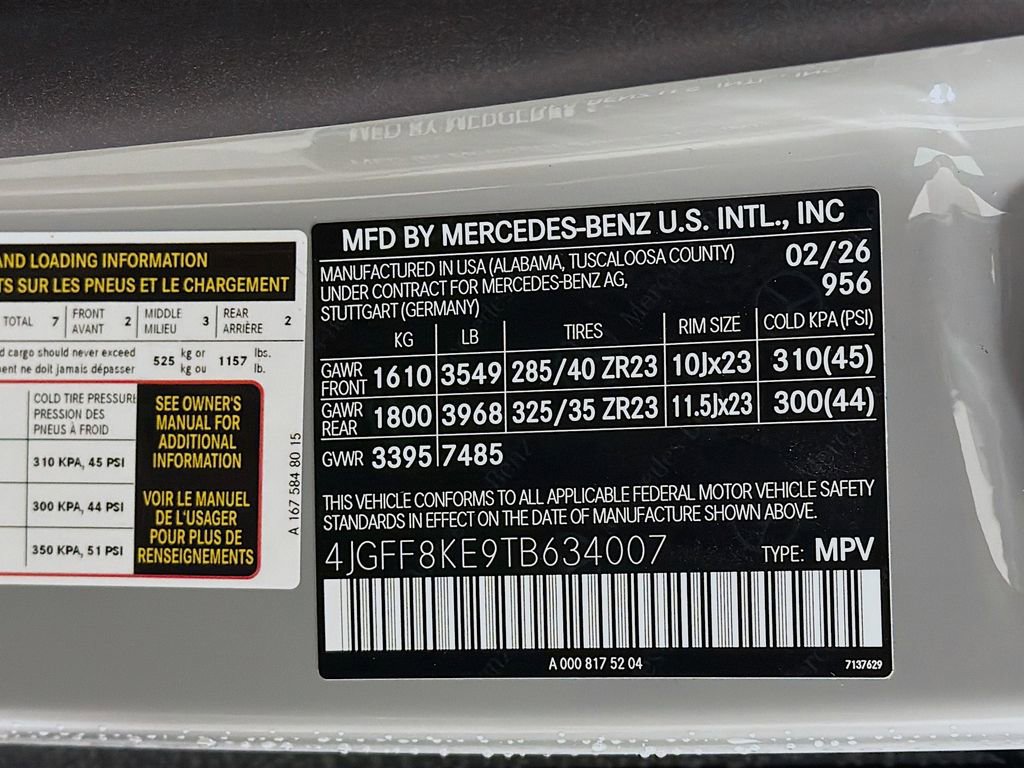 AND LOADING INFORMATION
TS SUR LES PNEUS ET LE CHARGEMENT
TOTAL 7 FRONT AVANT 2 MIDDLE MILIEU 3 REAR ARRIÈRE 2
d cargo should never exceed 525 kg or 1157 lbs.
ent ne doit jamais dépasser kg ou lb.
COLD TIRE PRESSURE
PRESSION DES
PNEUS À FROID
310 KPA, 45 PSI
300 KPA, 44 PSI
350 KPA, 51 PSI
SEE OWNER'S
MANUAL FOR
ADDITIONAL
INFORMATION
VOIR LE MANUEL
DE L'USAGER
POUR PLUS DE
RENSEIGNEMENTS
A 167 584 80 15
MFD BY MERCEDES-BENZ U.S. INTL., INC
MANUFACTURED IN USA (ALABAMA, TUSCALOOSA COUNTY) 02/26
UNDER CONTRACT FOR MERCEDES-BENZ AG, 956
STUTTGART (GERMANY)
KG LB TIRES RIM SIZE COLD KPA (PSI)
GAWR FRONT 1610 3549 285/40 ZR23 10Jx23 310(45)
GAWR REAR 1800 3968 325/35 ZR23 11.5Jx23 300(44)
GVWR 3395 7485
THIS VEHICLE CONFORMS TO ALL APPLICABLE FEDERAL MOTOR VEHICLE SAFETY
STANDARDS IN EFFECT ON THE DATE OF MANUFACTURE SHOWN ABOVE.
4JGFF8KE9TB634007 TYPE: MPV
A 000 817 52 04
7137629